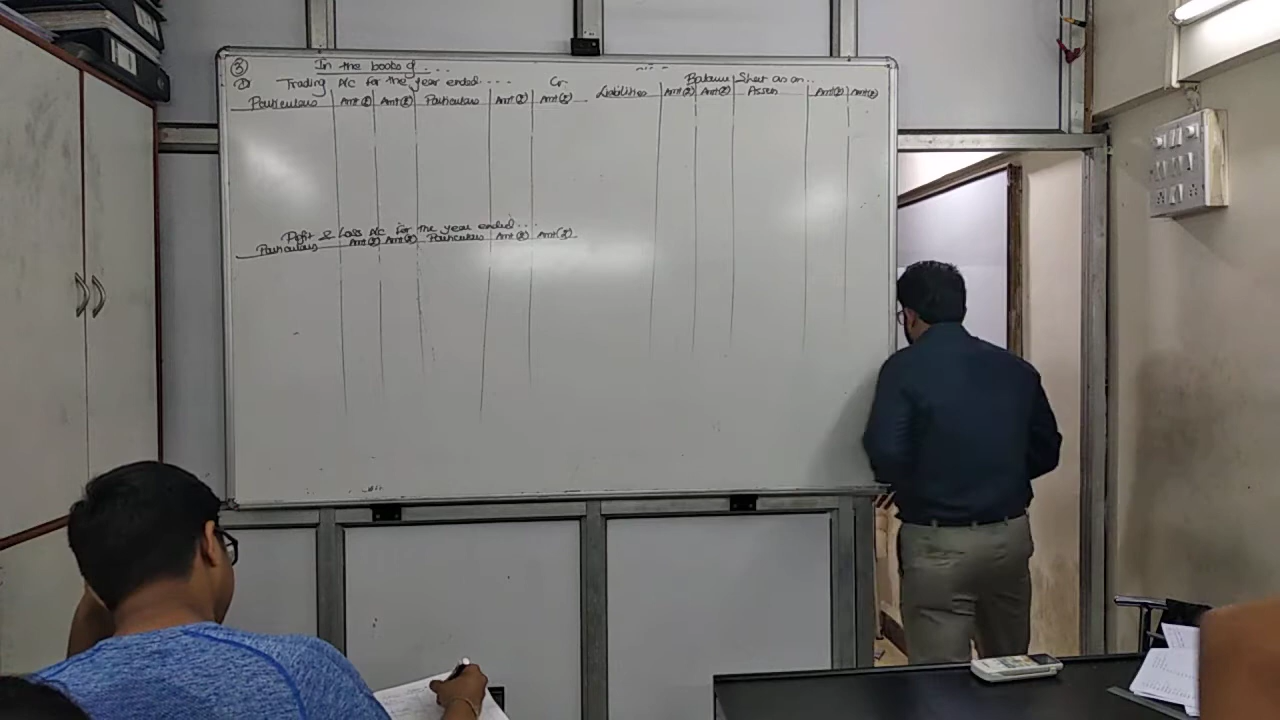 ③
In the books of ...
Trading A/c for the year ended.... Cr
Particulars Amt(₹) Amt(₹) Particulars Amt(₹) Amt(₹)
Profit & Loss A/c for the year ended...
Particulars Amt(₹) Amt(₹) Particulars Amt(₹) Amt(₹)
Balance Sheet as on..
Liabilities Amt(₹) Amt(₹) Assets Amt(₹) Amt(₹)